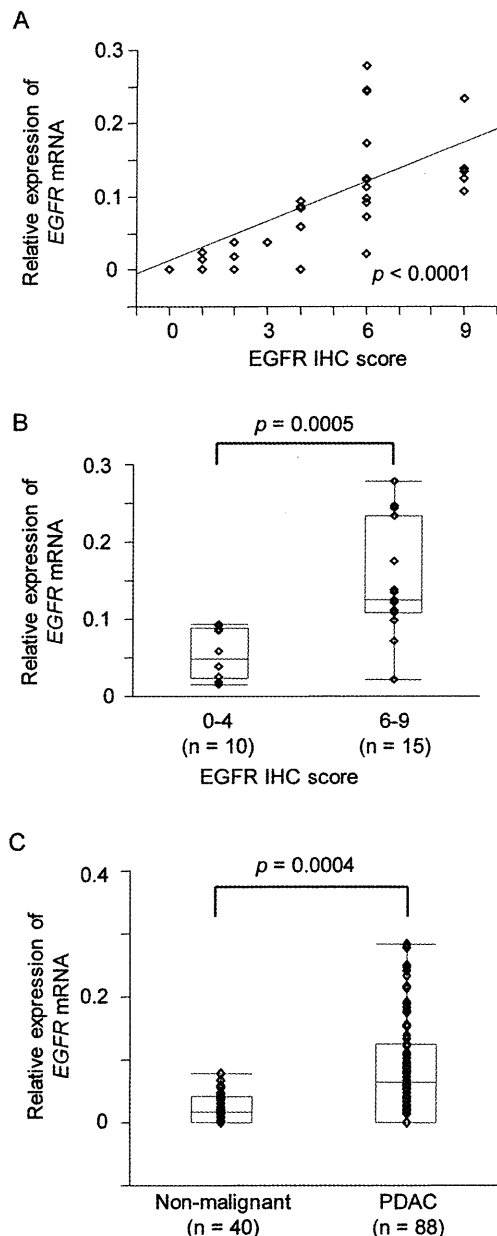 A
Relative expression of
EGFR mRNA
0.3
0.2
0.1
0
p < 0.0001
0
3
6
9
EGFR IHC score
B
p = 0.0005
Relative expression of
EGFR mRNA
0.3
0.2
0.1
0
0-4
(n = 10)
6-9
(n = 15)
EGFR IHC score
C
p = 0.0004
Relative expression of
EGFR mRNA
0.4
0.2
0
Non-malignant
(n = 40)
PDAC
(n = 88)